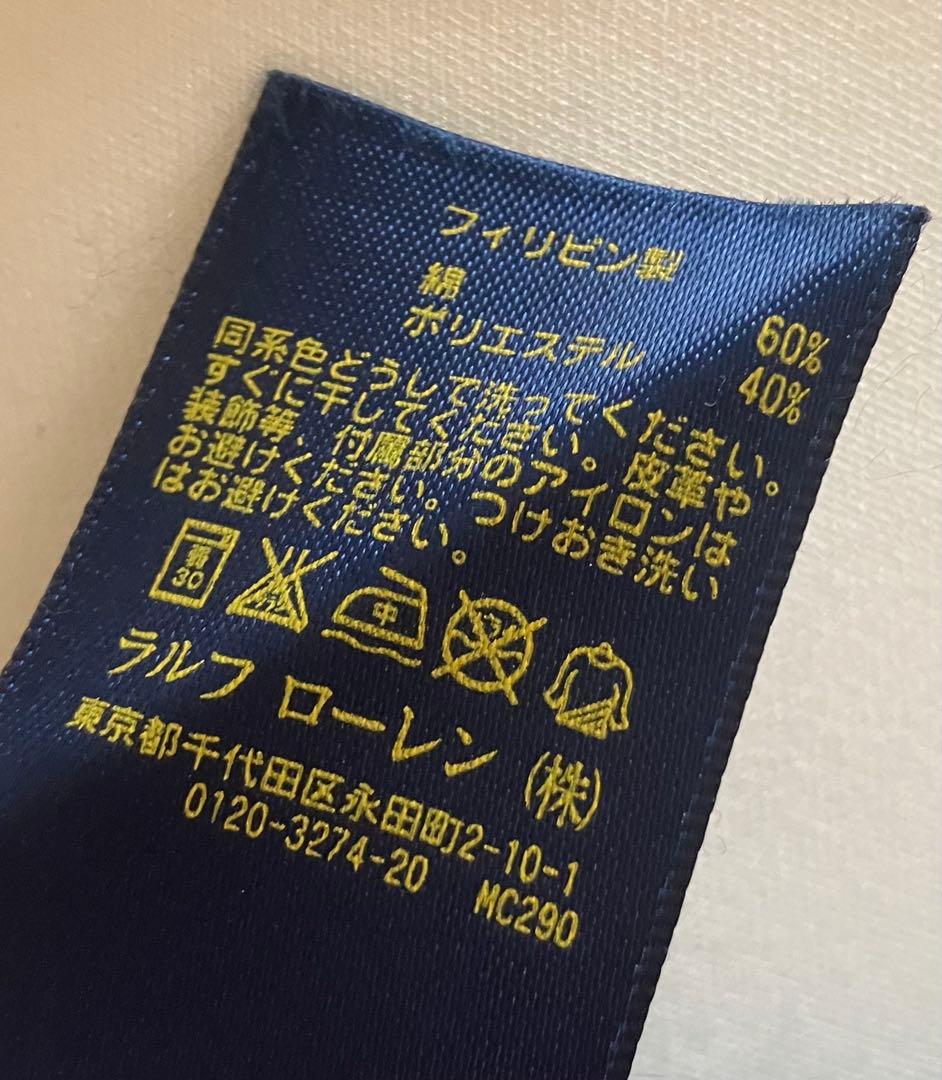 フィリピン製
綿 60%
ポリエステル 40%
同系色どうしで洗ってください。
すぐに干してください。皮革や
装飾等、付属部分のアイロンは
お避けください。つけおき洗い
はお避けください。
弱
30
中
ラルフ ローレン (株)
東京都千代田区永田町2-10-1
0120-3274-20 MC290